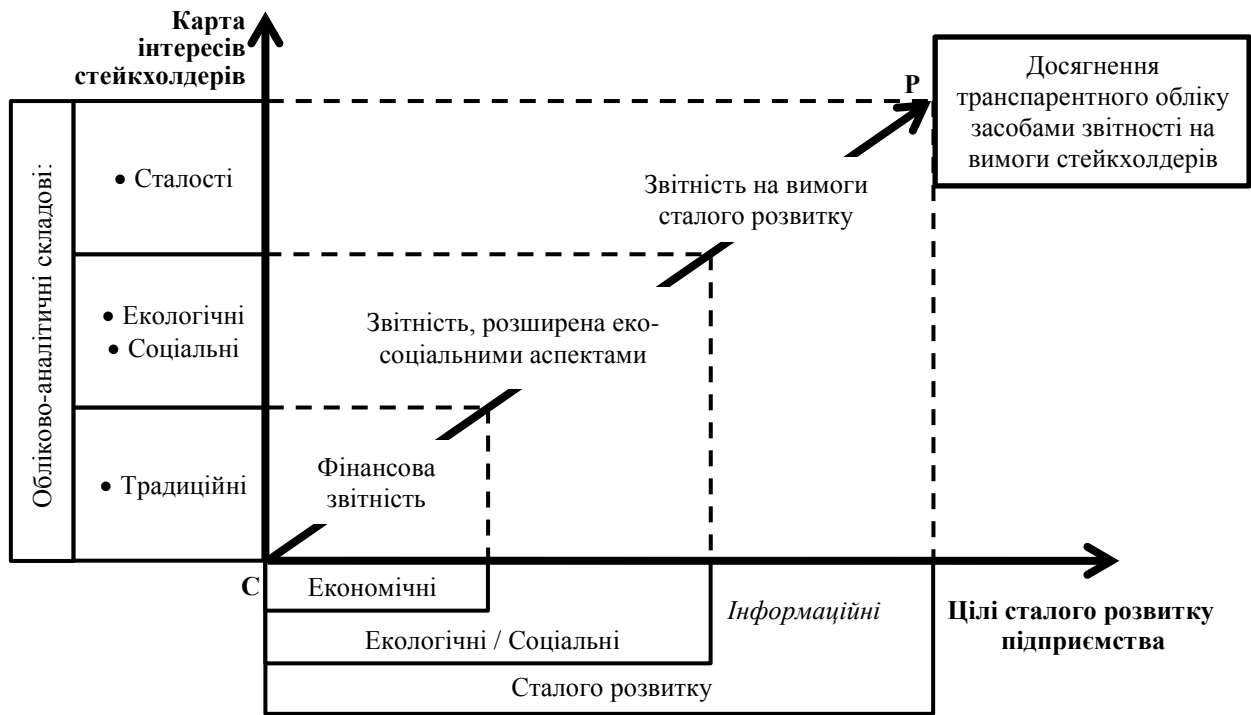 Карта
інтересів
стейкхолдерів
P
Досягнення
транспарентного обліку
засобами звітності на
вимоги стейкхолдерів
Обліково-аналітичні складові:
• Сталості
Звітність на вимоги
сталого розвитку
• Екологічні
• Соціальні
Звітність, розширена еко-
соціальними аспектами
• Традиційні
Фінансова
звітність
C
Економічні
Інформаційні
Цілі сталого розвитку
підприємства
Екологічні / Соціальні
Сталого розвитку